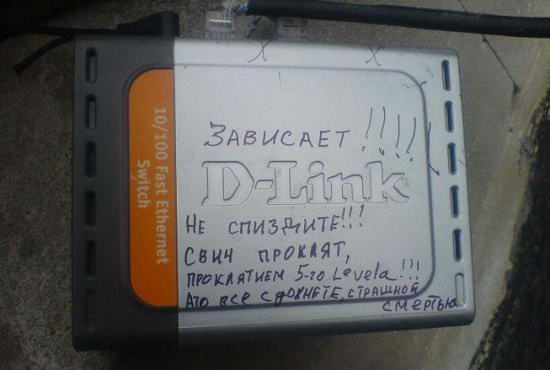 X X
ЗАВИСАЕТ !!!!
D-Link
10/100 Fast Ethernet
Switch
НЕ СПИЗДИТЕ!!!
СВИЧ ПРОКЛЯТ,
ПРОКЛЯТИЕМ 5-го Levela!!!
АТО ВСЕ СДОХНЕТЕ, СТРАШНОЙ
СМЕРТЬЮ